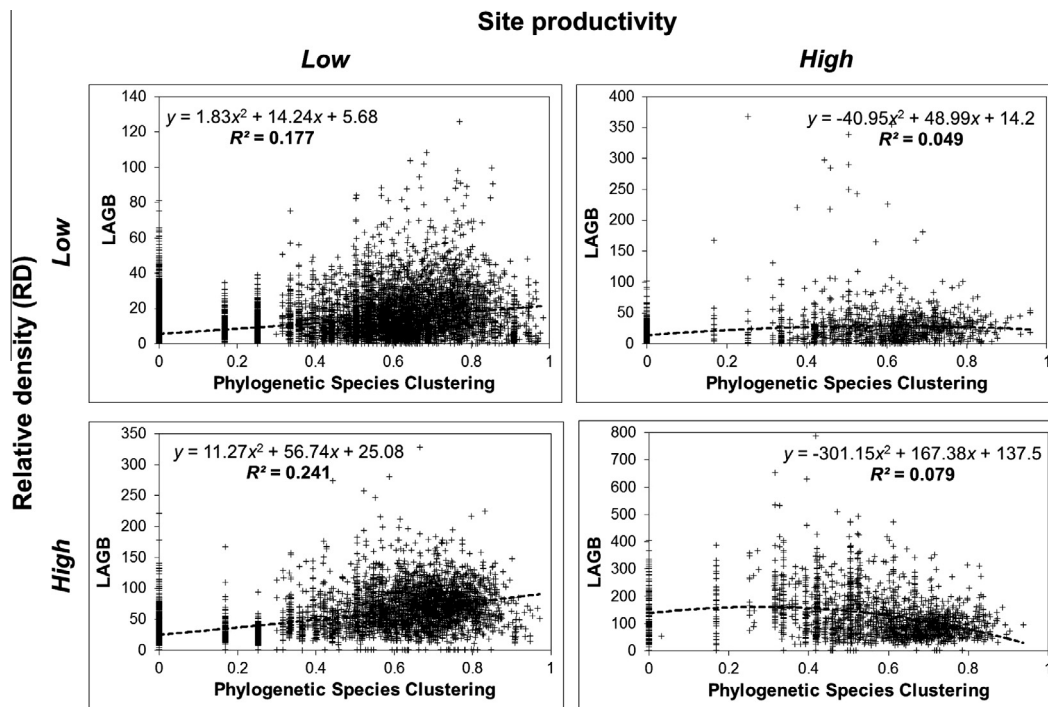 Site productivity
Low
High
Relative density (RD)
Low
High
y = 1.83x² + 14.24x + 5.68
R² = 0.177
LAGB
140
120
100
80
60
40
20
0
0 0.2 0.4 0.6 0.8 1
Phylogenetic Species Clustering
y = -40.95x² + 48.99x + 14.2
R² = 0.049
LAGB
400
350
300
250
200
150
100
50
0
0 0.2 0.4 0.6 0.8 1
Phylogenetic Species Clustering
y = 11.27x² + 56.74x + 25.08
R² = 0.241
LAGB
350
300
250
200
150
100
50
0
0 0.2 0.4 0.6 0.8 1
Phylogenetic Species Clustering
y = -301.15x² + 167.38x + 137.5
R² = 0.079
LAGB
800
700
600
500
400
300
200
100
0
0 0.2 0.4 0.6 0.8 1
Phylogenetic Species Clustering